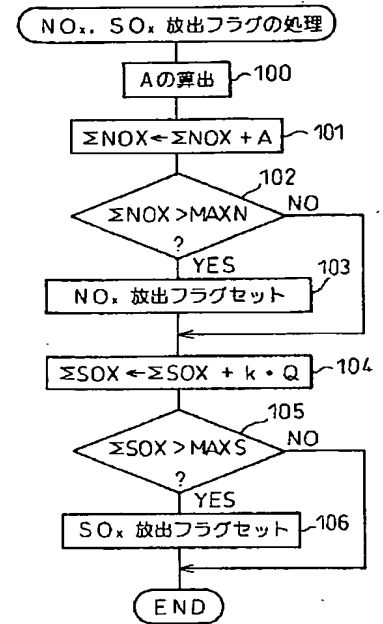 NOx, SOx 放出フラグの処理
Aの算出
100
ΣNOX←ΣNOX + A
101
102
ΣNOX>MAXN
?
NO
YES
103
NOx 放出フラグセット
ΣSOX←ΣSOX + k・Q
104
105
ΣSOX>MAXS
?
NO
YES
SOx 放出フラグセット
106
END